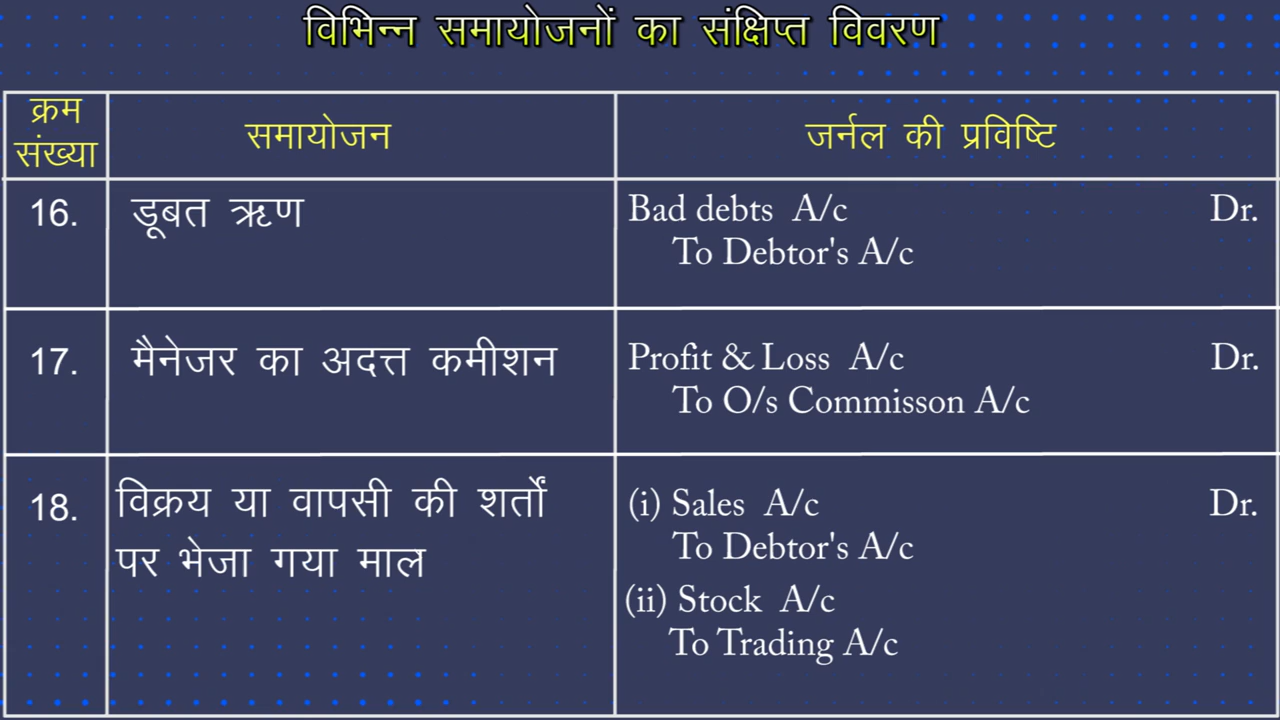 विभिन्न समायोजनों का संक्षिप्त विवरण
क्रम संख्या समायोजन जर्नल की प्रविष्टि
16. डूबत ऋण Bad debts A/c Dr.
To Debtor's A/c
17. मैनेजर का अदत्त कमीशन Profit & Loss A/c Dr.
To O/s Commisson A/c
18. विक्रय या वापसी की शर्तों (i) Sales A/c Dr.
पर भेजा गया माल To Debtor's A/c
(ii) Stock A/c
To Trading A/c